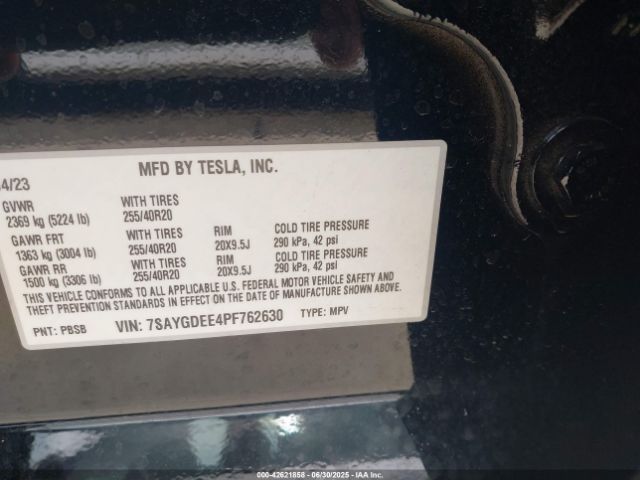 MFD BY TESLA, INC.
4/23
GVWR WITH TIRES
2369 kg (5224 lb) 255/40R20
GAWR FRT WITH TIRES RIM COLD TIRE PRESSURE
1363 kg (3004 lb) 255/40R20 20X9.5J 290 kPa, 42 psi
GAWR RR WITH TIRES RIM COLD TIRE PRESSURE
1500 kg (3306 lb) 255/40R20 20X9.5J 290 kPa, 42 psi
THIS VEHICLE CONFORMS TO ALL APPLICABLE U.S. FEDERAL MOTOR VEHICLE SAFETY AND
THEFT PREVENTION STANDARDS IN EFFECT ON THE DATE OF MANUFACTURE SHOWN ABOVE.
PNT: PBSB VIN: 7SAYGDEE4PF762630 TYPE: MPV
000-42621858 - 06/30/2025 - IAA Inc.